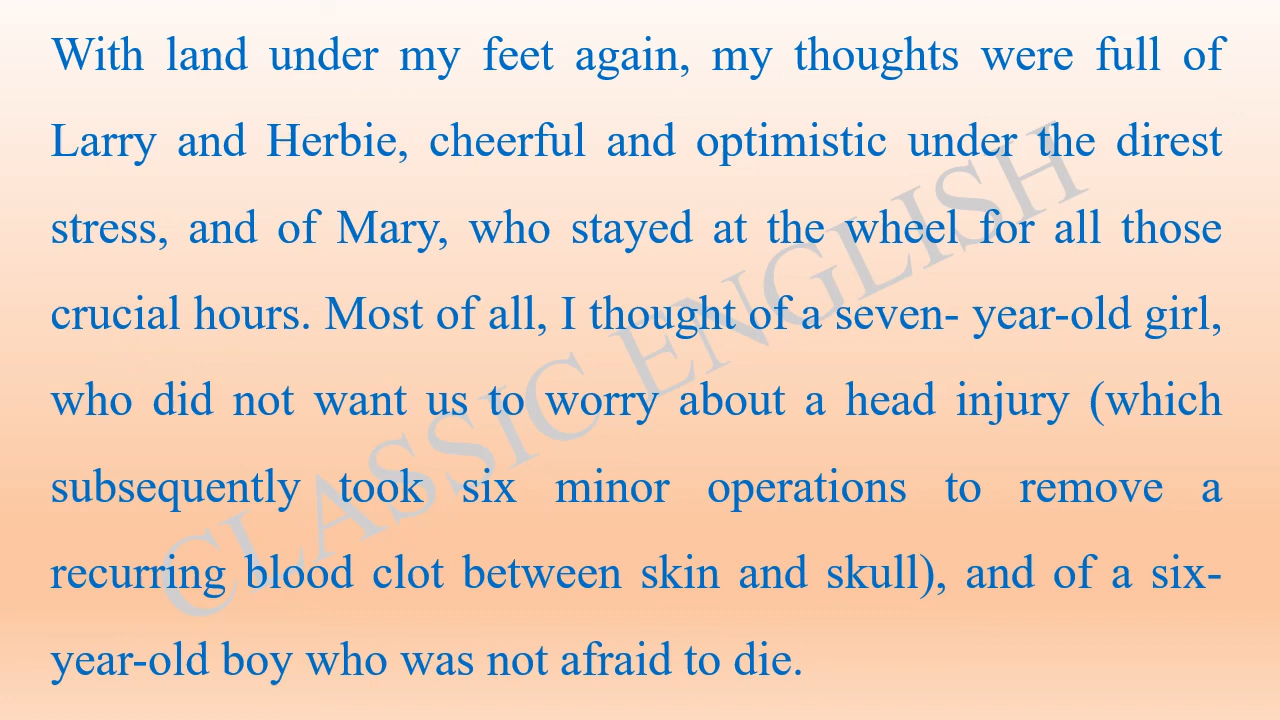 With land under my feet again, my thoughts were full of
Larry and Herbie, cheerful and optimistic under the direst
stress, and of Mary, who stayed at the wheel for all those
crucial hours. Most of all, I thought of a seven- year-old girl,
who did not want us to worry about a head injury (which
subsequently took six minor operations to remove a
recurring blood clot between skin and skull), and of a six-
year-old boy who was not afraid to die.
CLASSIC ENGLISH